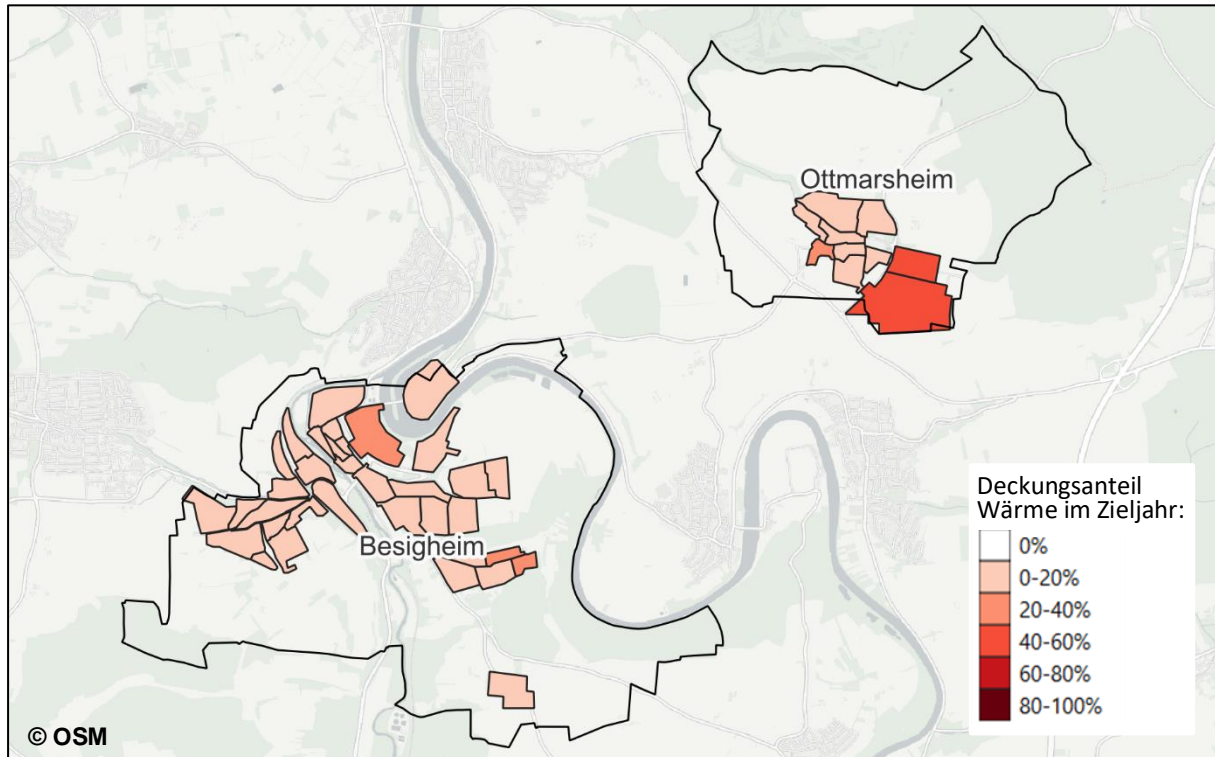 Ottmarsheim
Besigheim
Deckungsanteil
Wärme im Zieljahr:
0%
0-20%
20-40%
40-60%
60-80%
80-100%
© OSM